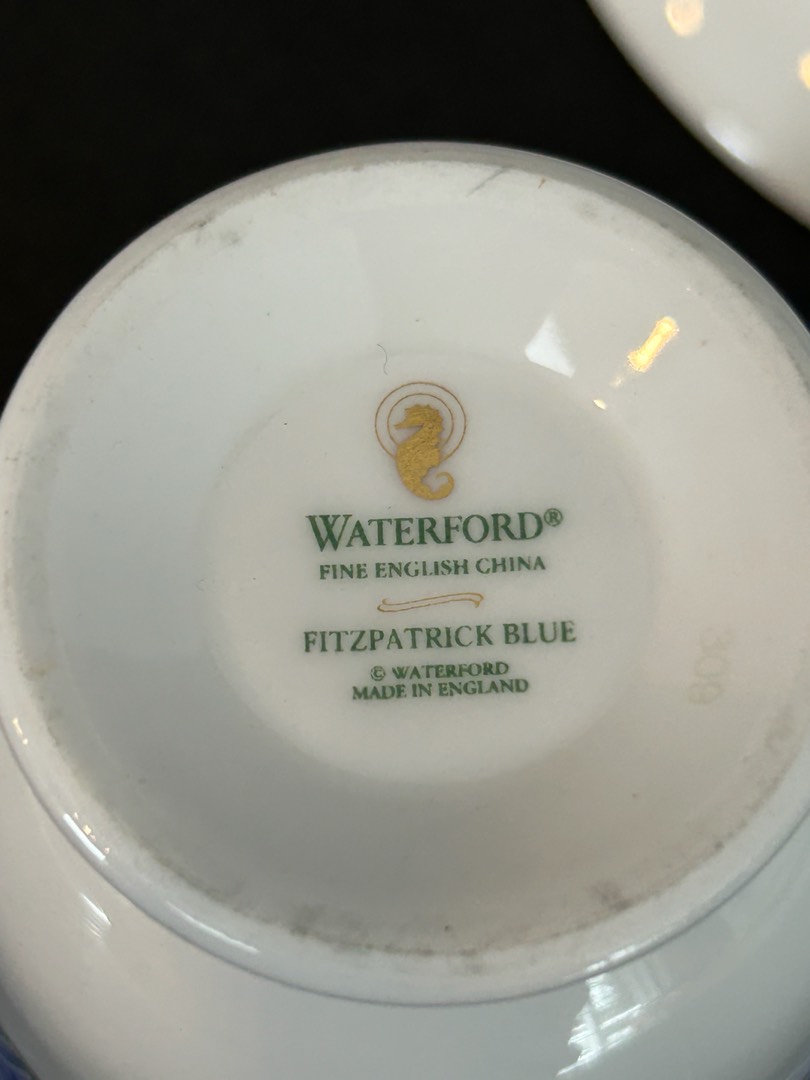 WATERFORD®
FINE ENGLISH CHINA
FITZPATRICK BLUE
© WATERFORD
MADE IN ENGLAND